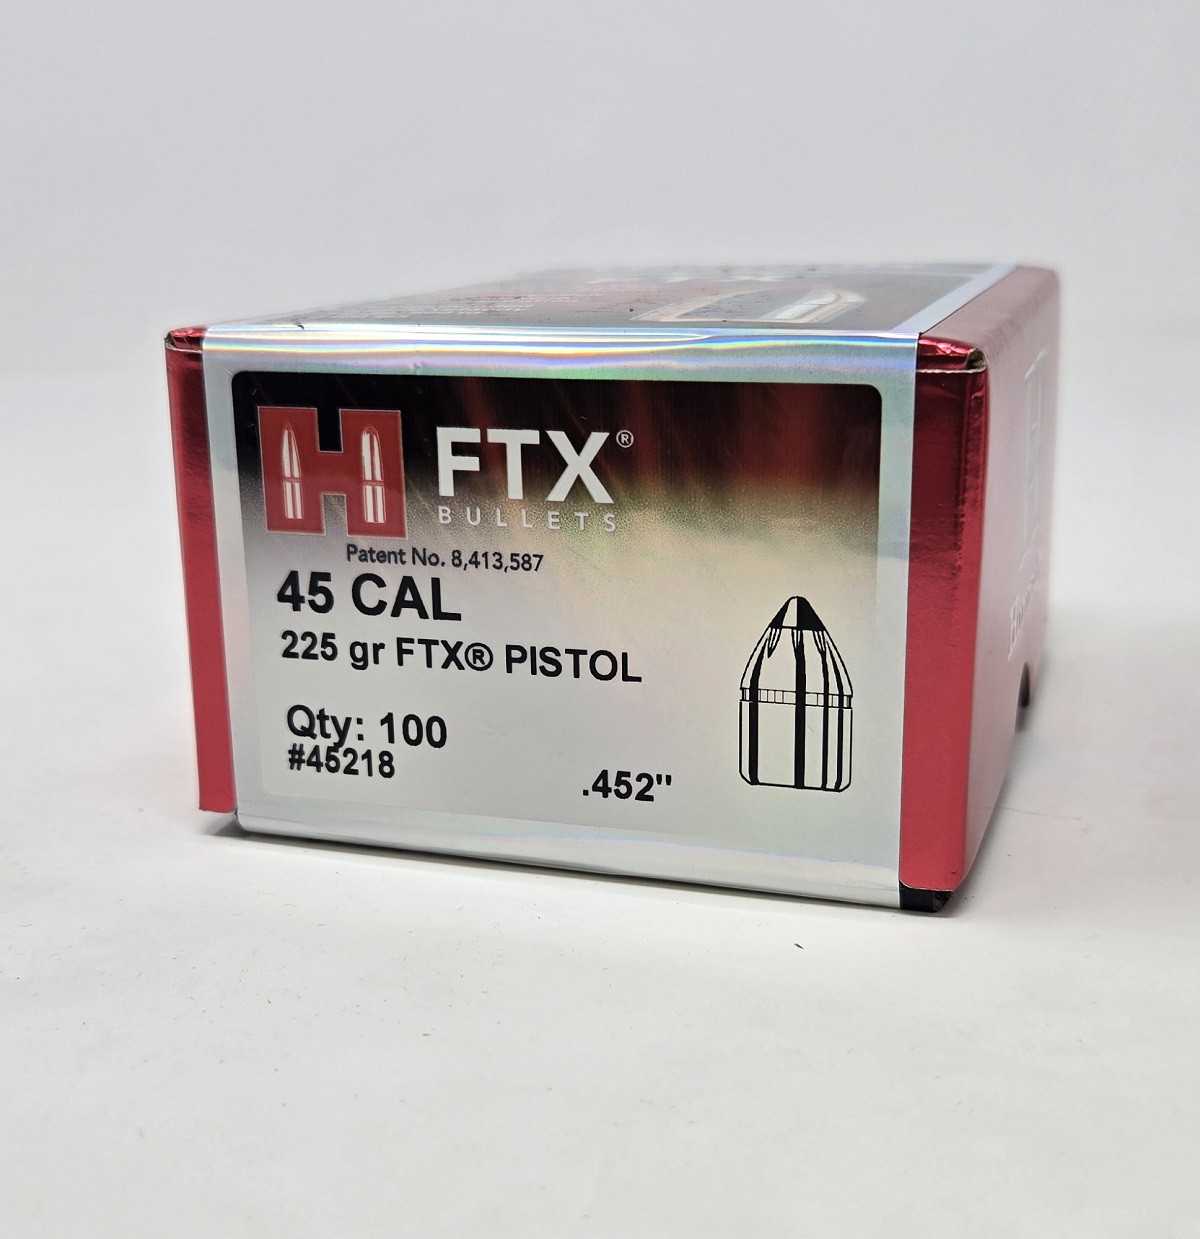 H
FTX®
BULLETS
Patent No. 8,413,587
45 CAL
225 gr FTX® PISTOL
Qty: 100
#45218
.452"